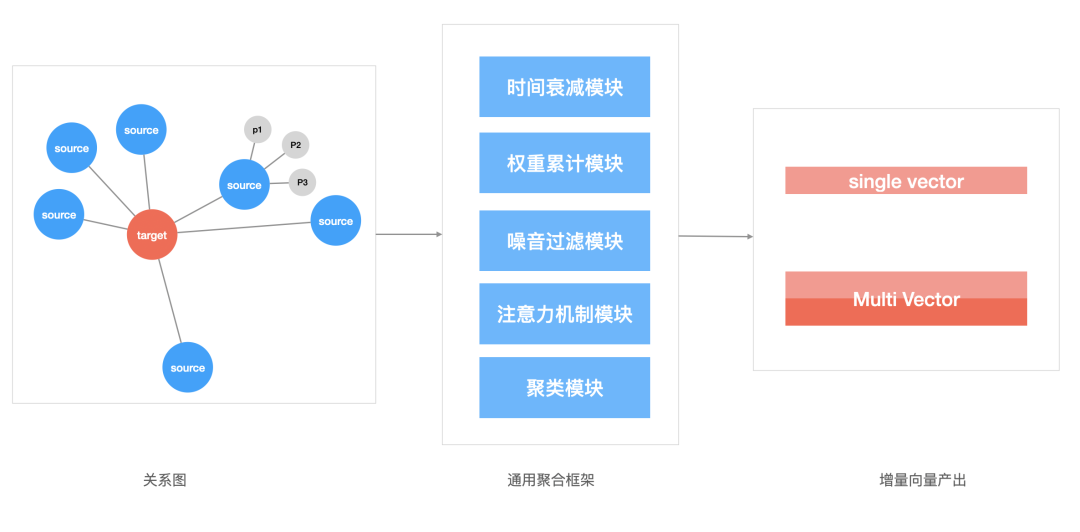 source
source
source
source
source
source
target
p1
P2
P3
关系图
时间衰减模块
权重累计模块
噪音过滤模块
注意力机制模块
聚类模块
通用聚合框架
single vector
Multi Vector
增量向量产出